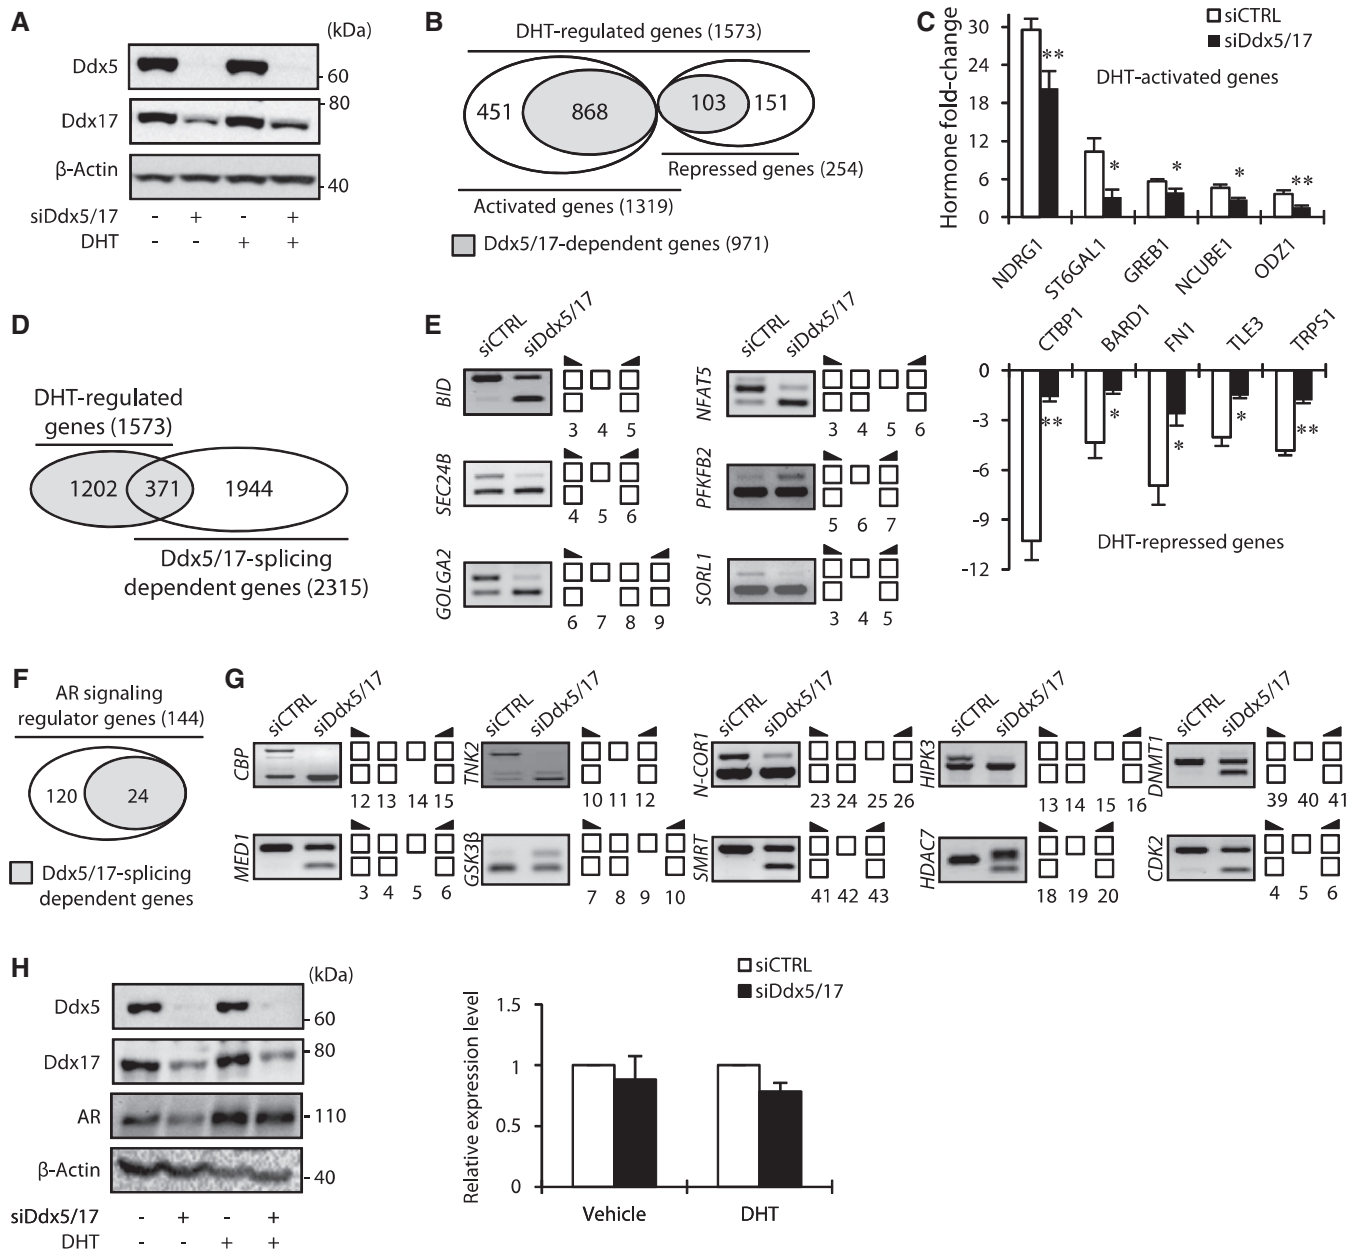 A
(kDa)
Ddx5
60
80
Ddx17
β-Actin
40
siDdx5/17 - + - +
DHT - - + +
B
DHT-regulated genes (1573)
451 868 103 151
Repressed genes (254)
Activated genes (1319)
Ddx5/17-dependent genes (971)
C
siCTRL
siDdx5/17
Hormone fold-change
DHT-activated genes
30
24
18
12
6
0
** * * * **
NDRG1 ST6GAL1 GREB1 NCUBE1 ODZ1
CTBP1 BARD1 FN1 TLE3 TRPS1
0
-3
-6
-9
-12
** * * * **
DHT-repressed genes
D
DHT-regulated
genes (1573)
1202 371 1944
Ddx5/17-splicing
dependent genes (2315)
E
siCTRL siDdx5/17
siCTRL siDdx5/17
BID
3 4 5
NFAT5
3 4 5 6
SEC24B
4 5 6
PFKFB2
5 6 7
GOLGA2
6 7 8 9
SORL1
3 4 5
F
AR signaling
regulator genes (144)
120 24
Ddx5/17-splicing
dependent genes
G
siCTRL siDdx5/17
siCTRL siDdx5/17
siCTRL siDdx5/17
siCTRL siDdx5/17
siCTRL siDdx5/17
CBP
12 13 14 15
TNK2
10 11 12
N-COR1
23 24 25 26
HIPK3
13 14 15 16
DNMT1
39 40 41
MED1
3 4 5 6
GSK3β
7 8 9 10
SMRT
41 42 43
HDAC7
18 19 20
CDK2
4 5 6
H
(kDa)
Ddx5
60
Ddx17
80
AR
110
β-Actin
40
siDdx5/17 - + - +
DHT - - + +
siCTRL
siDdx5/17
Relative expression level
1.5
1
0.5
0
Vehicle DHT